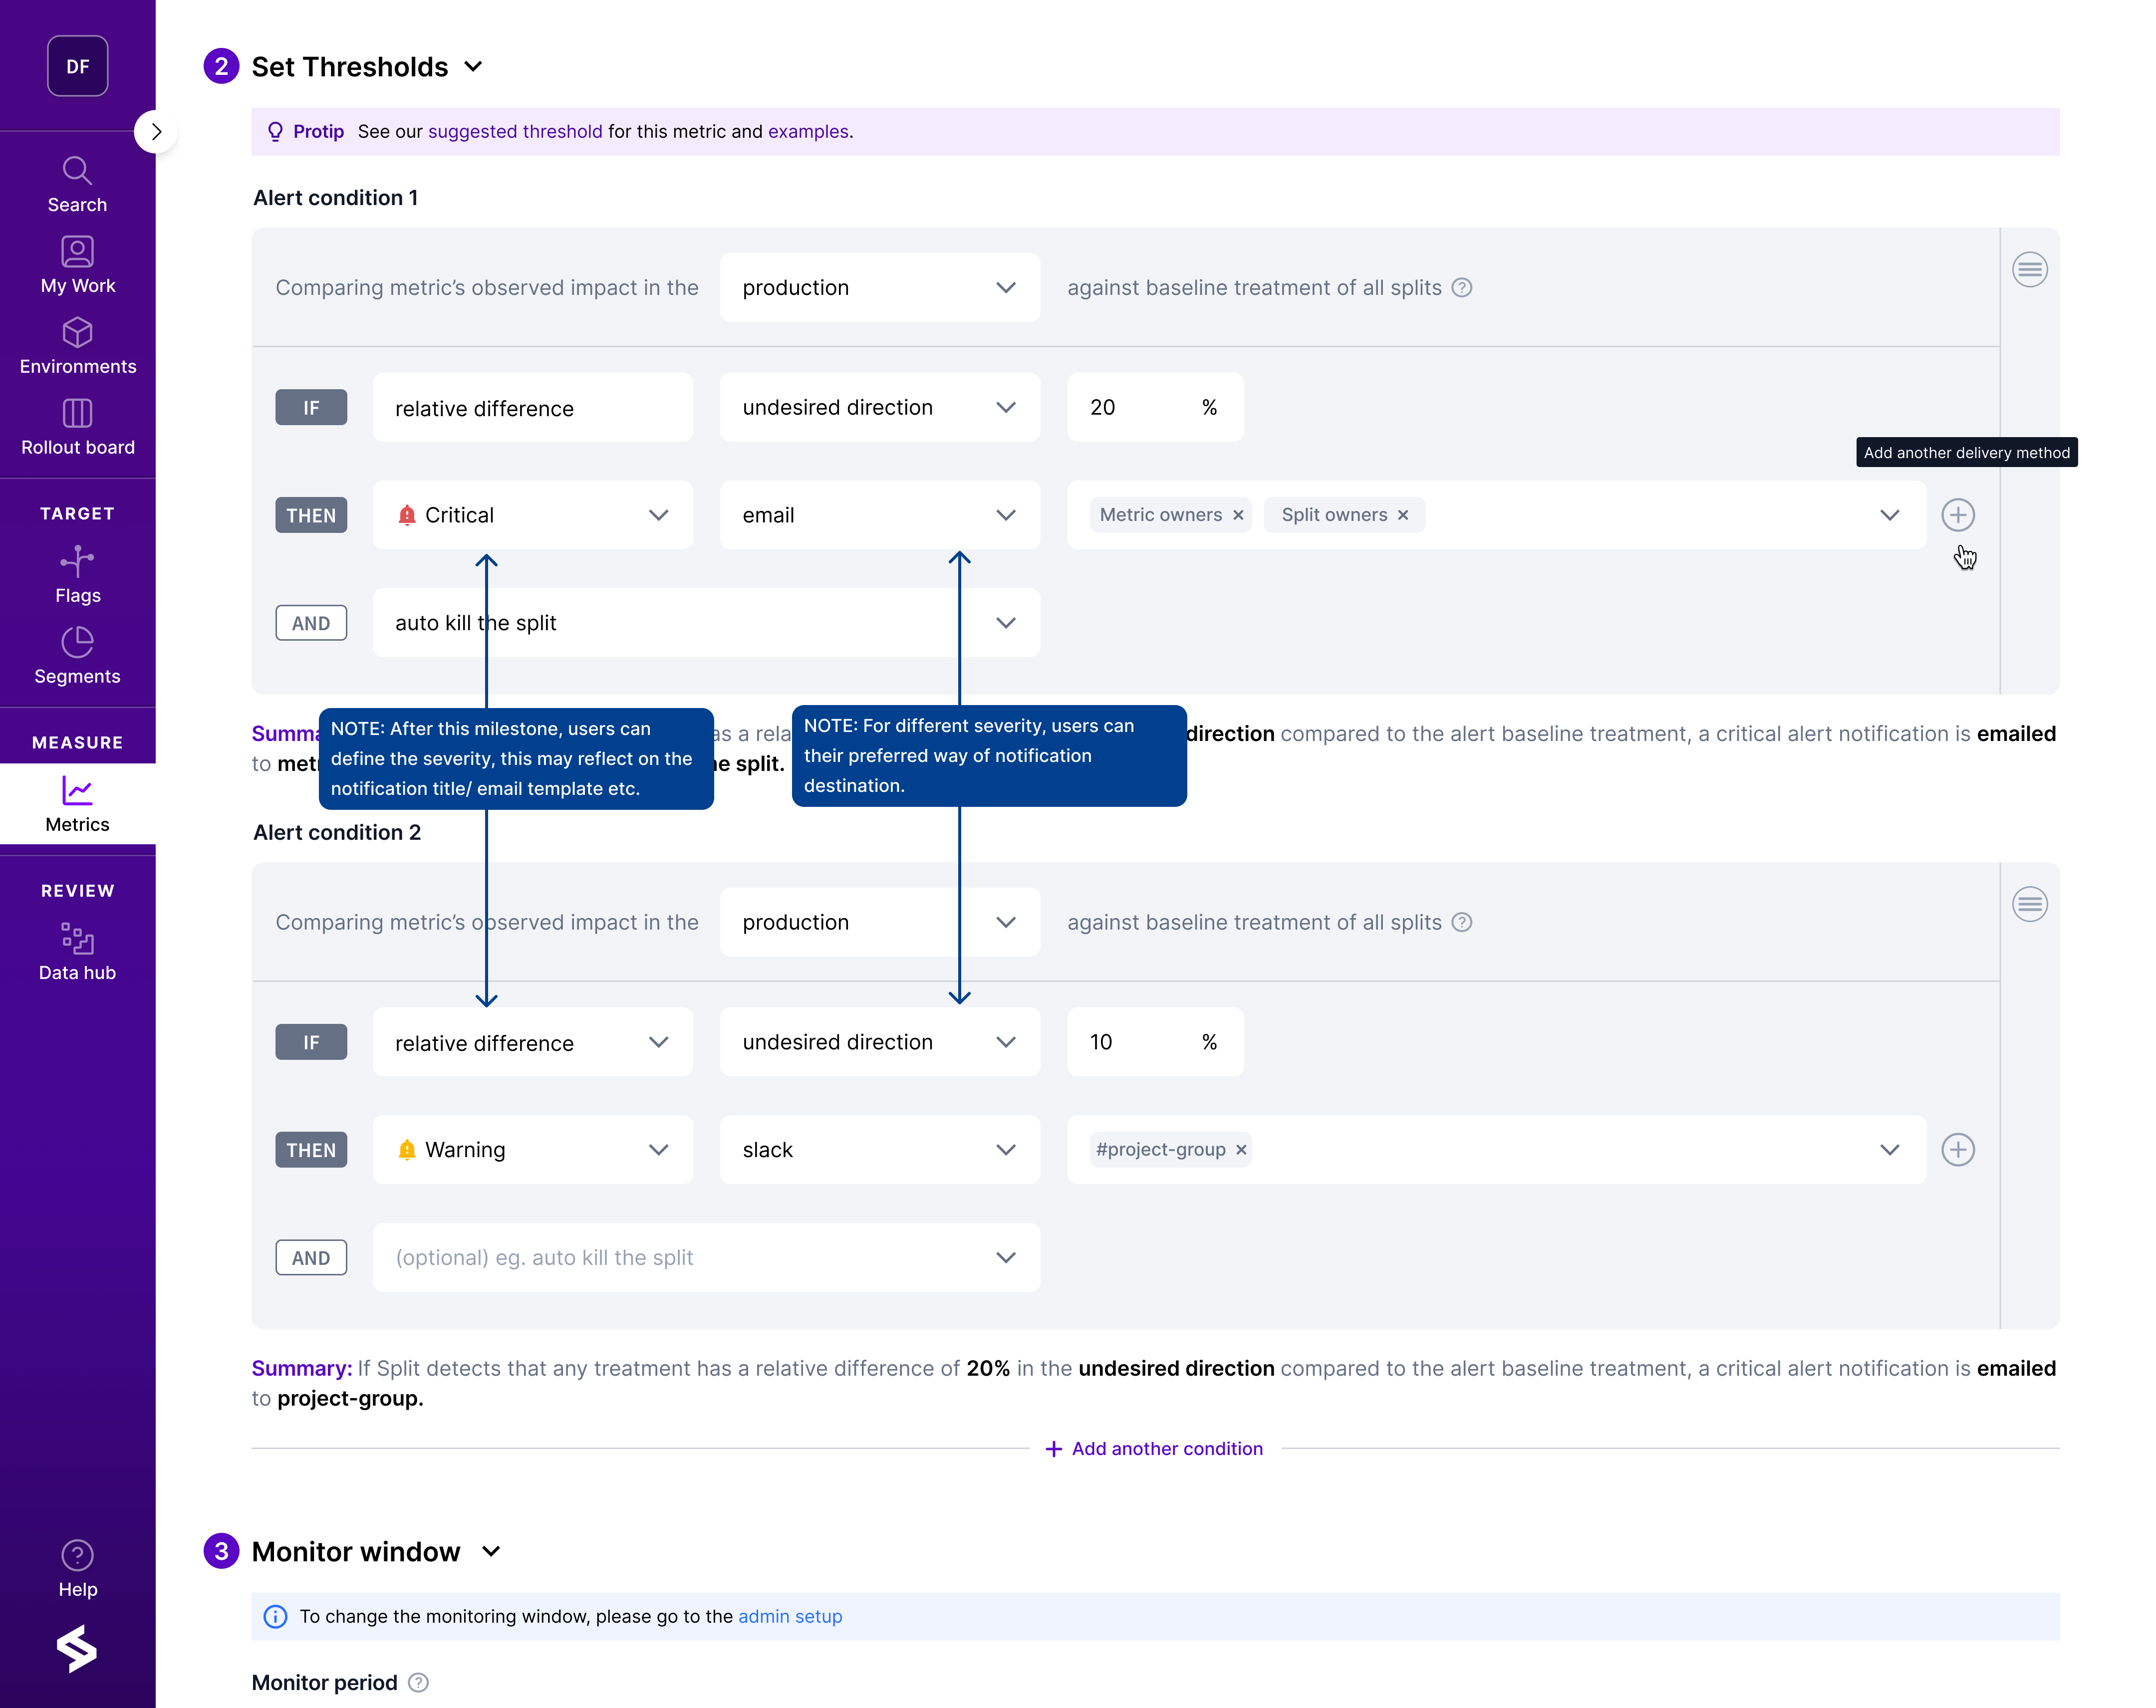 DF
Search
My Work
Environments
Rollout board
TARGET
Flags
Segments
MEASURE
Metrics
REVIEW
Data hub
Help
2 Set Thresholds
Protip See our suggested threshold for this metric and examples.
Alert condition 1
Comparing metric’s observed impact in the production against baseline treatment of all splits ?
IF relative difference undesired direction 20 %
Add another delivery method
THEN Critical email Metric owners × Split owners ×
AND auto kill the split
NOTE: After this milestone, users can
define the severity, this may reflect on the
notification title/ email template etc.
NOTE: For different severity, users can
their preferred way of notification
destination.
direction compared to the alert baseline treatment, a critical alert notification is emailed
to split.
Alert condition 2
Comparing metric’s observed impact in the production against baseline treatment of all splits ?
IF relative difference undesired direction 10 %
THEN Warning slack #project-group ×
AND (optional) eg. auto kill the split
Summary: If Split detects that any treatment has a relative difference of 20% in the undesired direction compared to the alert baseline treatment, a critical alert notification is emailed
to project-group.
+ Add another condition
3 Monitor window
To change the monitoring window, please go to the admin setup
Monitor period ?